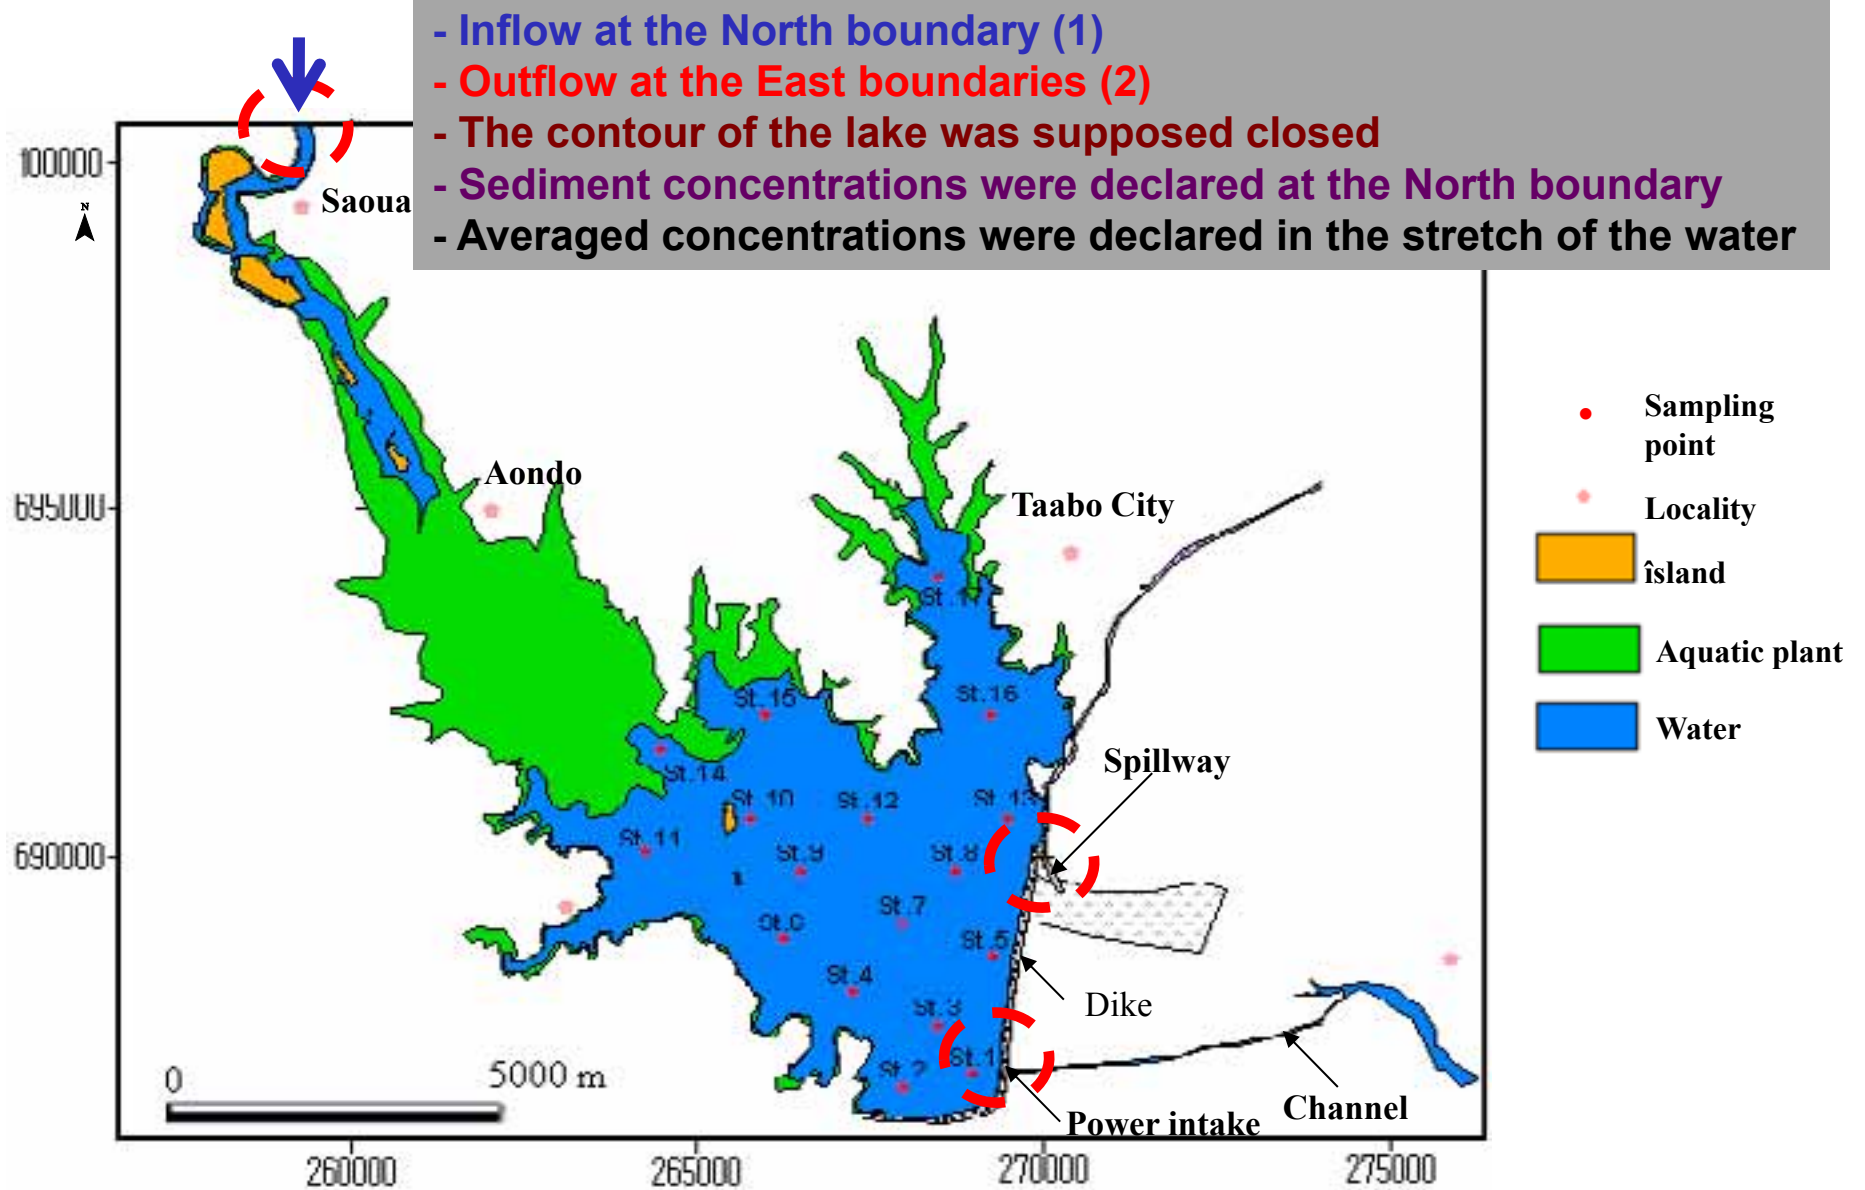 - Inflow at the North boundary (1)
- Outflow at the East boundaries (2)
- The contour of the lake was supposed closed
- Sediment concentrations were declared at the North boundary
- Averaged concentrations were declared in the stretch of the water
100000
N
Saoua
Aondo
695000
Taabo City
Sampling
point
Locality
îsland
Aquatic plant
Water
St.17
St.15
St.16
Spillway
St.14
St.10
St.12
St.13
St.11
690000
St.9
St.8
St.7
St.5
St.4
Dike
St.3
St.1
St.2
0
5000 m
Channel
Power intake
260000
265000
270000
275000